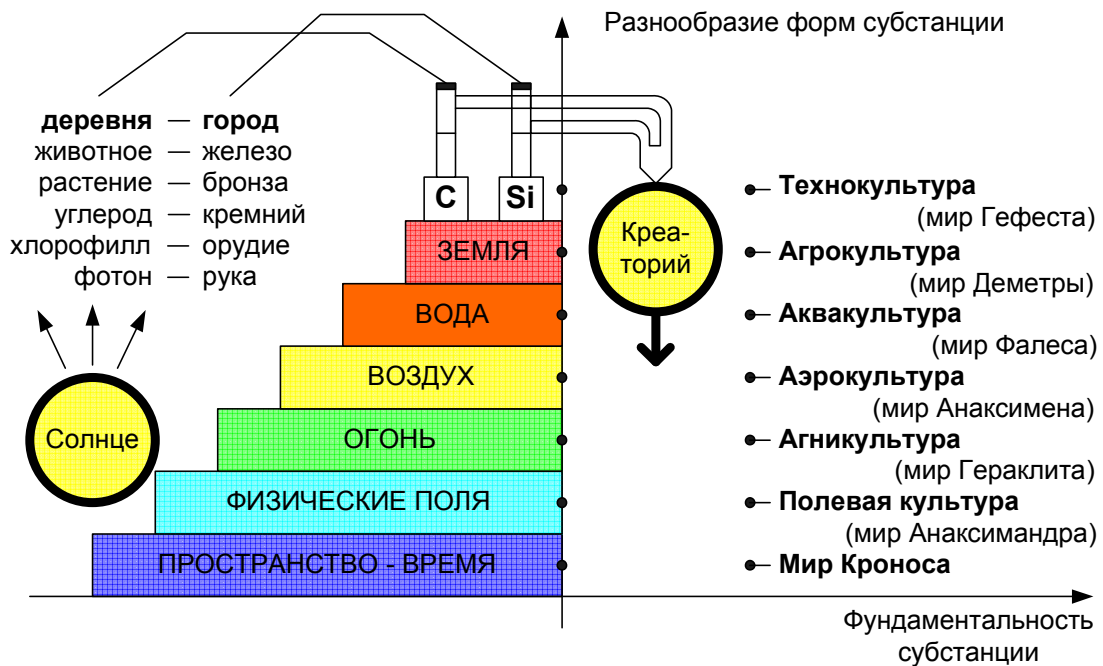 Разнообразие форм субстанции
деревня — город
животное — железо
растение — бронза
углерод — кремний
хлорофилл — орудие
фотон — рука
Солнце
C
Si
ЗЕМЛЯ
ВОДА
ВОЗДУХ
ОГОНЬ
ФИЗИЧЕСКИЕ ПОЛЯ
ПРОСТРАНСТВО - ВРЕМЯ
Креа-
торий
Технокультура
(мир Гефеста)
Агрокультура
(мир Деметры)
Аквакультура
(мир Фалеса)
Аэрокультура
(мир Анаксимена)
Агникультура
(мир Гераклита)
Полевая культура
(мир Анаксимандра)
Мир Кроноса
Фундаментальность
субстанции